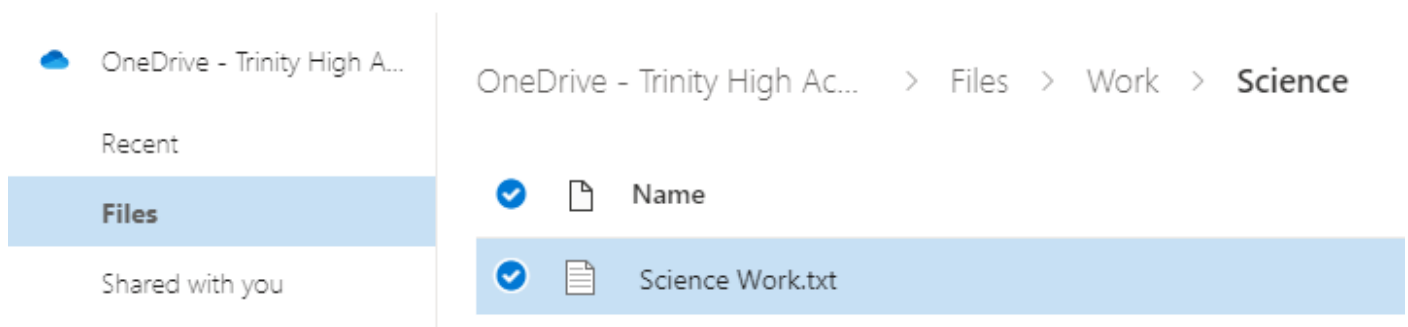 OneDrive - Trinity High A...
Recent
Files
Shared with you
OneDrive - Trinity High Ac... > Files > Work > Science
Name
Science Work.txt